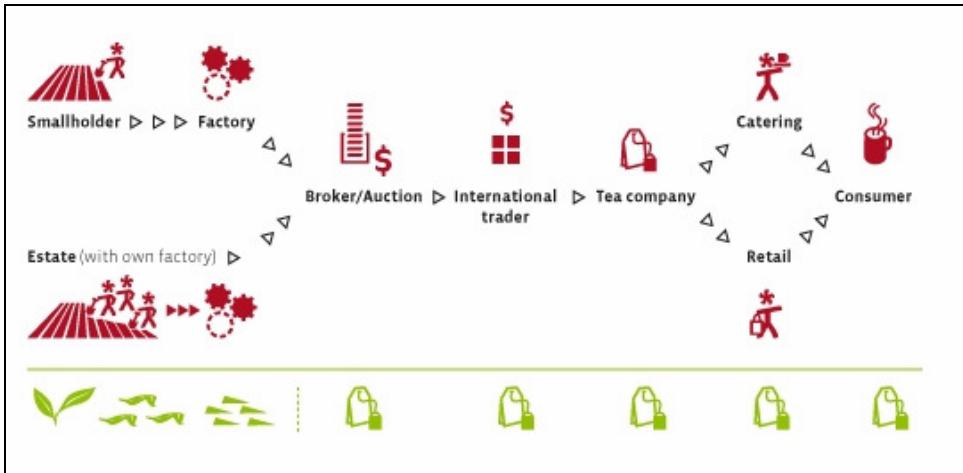 Smallholder
Factory
$
$
Broker/Auction
International
trader
Tea company
Catering
Consumer
Estate (with own factory)
Retail